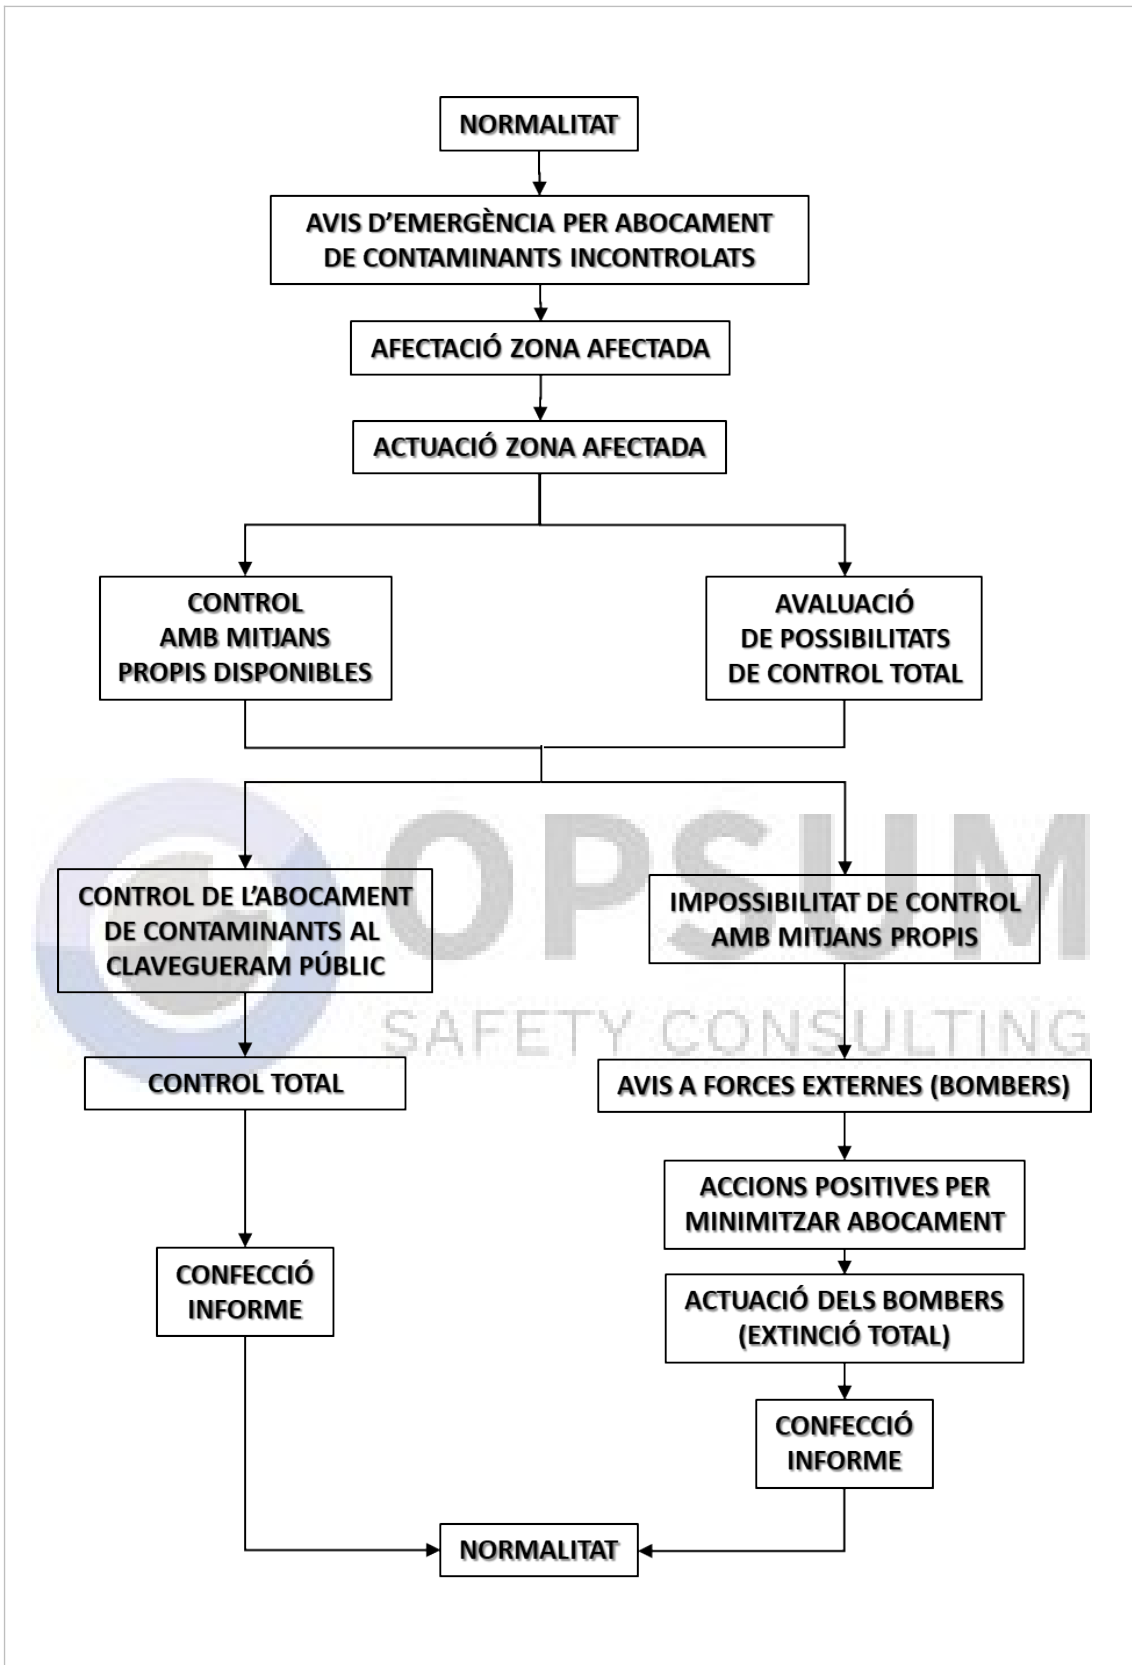 NORMALITAT
AVIS D'EMERGÈNCIA PER ABOCAMENT
DE CONTAMINANTS INCONTROLATS
AFECTACIÓ ZONA AFECTADA
ACTUACIÓ ZONA AFECTADA
CONTROL
AMB MITJANS
PROPIS DISPONIBLES
AVALUACIÓ
DE POSSIBILITATS
DE CONTROL TOTAL
OPSUM
SAFETY CONSULTING
CONTROL DE L'ABOCAMENT
DE CONTAMINANTS AL
CLAVEGUERAM PÚBLIC
IMPOSSIBILITAT DE CONTROL
AMB MITJANS PROPIS
CONTROL TOTAL
AVIS A FORCES EXTERNES (BOMBERS)
ACCIONS POSITIVES PER
MINIMITZAR ABOCAMENT
CONFECCIÓ
INFORME
ACTUACIÓ DELS BOMBERS
(EXTINCIÓ TOTAL)
CONFECCIÓ
INFORME
NORMALITAT